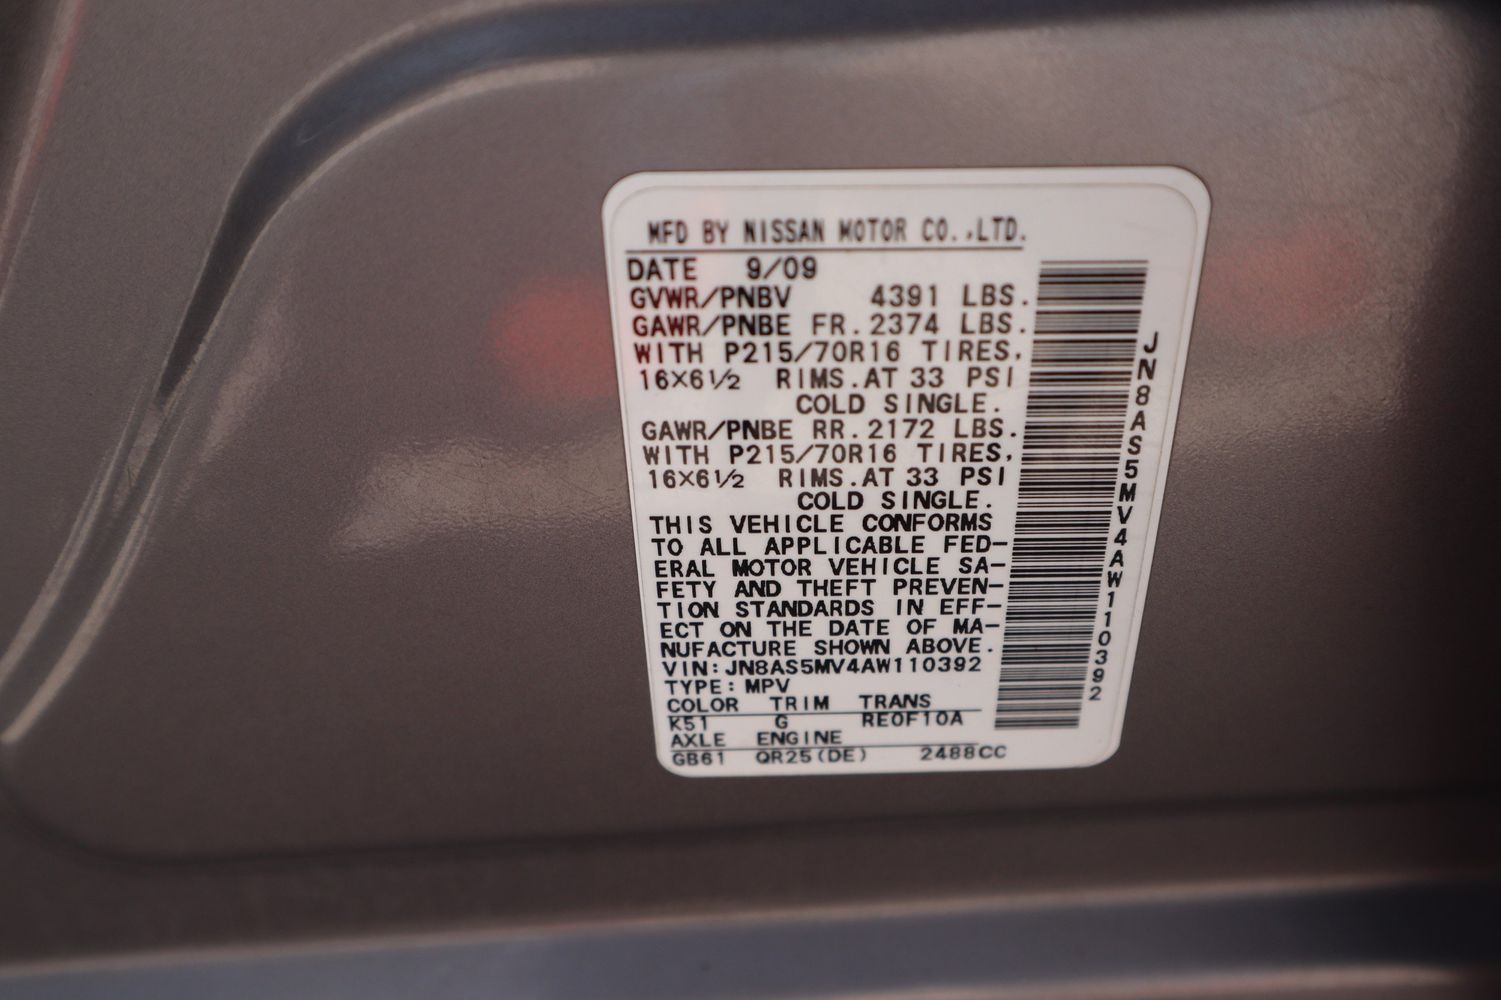 MFD BY NISSAN MOTOR CO.,LTD.
DATE 9/09
GVWR/PNBV 4391 LBS.
GAWR/PNBE FR.2374 LBS.
WITH P215/70R16 TIRES,
16×6½ RIMS.AT 33 PSI
COLD SINGLE.
GAWR/PNBE RR.2172 LBS.
WITH P215/70R16 TIRES,
16×6½ RIMS.AT 33 PSI
COLD SINGLE.
THIS VEHICLE CONFORMS
TO ALL APPLICABLE FED-
ERAL MOTOR VEHICLE SA-
FETY AND THEFT PREVEN-
TION STANDARDS IN EFF-
ECT ON THE DATE OF MA-
NUFACTURE SHOWN ABOVE.
VIN:JN8AS5MV4AW110392
TYPE:MPV
COLOR TRIM TRANS
K51 G RE0F10A
AXLE ENGINE
GB61 QR25(DE) 2488CC
JN8AS5MV4AW110392